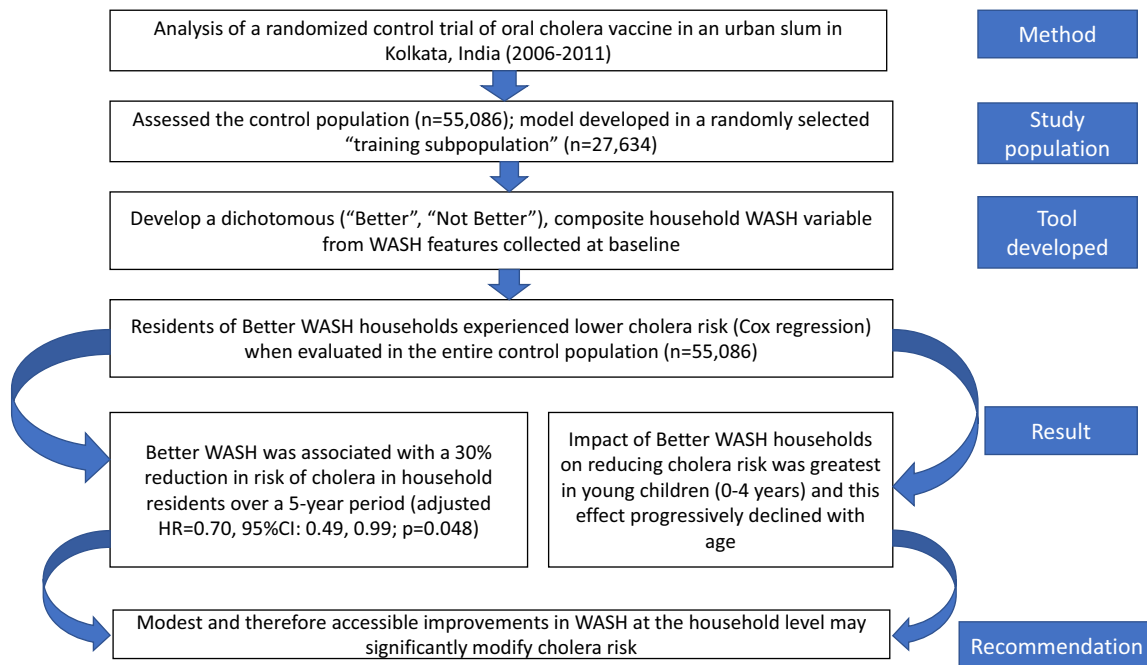 Analysis of a randomized control trial of oral cholera vaccine in an urban slum in
Kolkata, India (2006-2011)
Method
Assessed the control population (n=55,086); model developed in a randomly selected
“training subpopulation” (n=27,634)
Study
population
Develop a dichotomous (“Better”, “Not Better”), composite household WASH variable
from WASH features collected at baseline
Tool
developed
Residents of Better WASH households experienced lower cholera risk (Cox regression)
when evaluated in the entire control population (n=55,086)
Result
Better WASH was associated with a 30%
reduction in risk of cholera in household
residents over a 5-year period (adjusted
HR=0.70, 95%CI: 0.49, 0.99; p=0.048)
Impact of Better WASH households
on reducing cholera risk was greatest
in young children (0-4 years) and this
effect progressively declined with
age
Modest and therefore accessible improvements in WASH at the household level may
significantly modify cholera risk
Recommendation